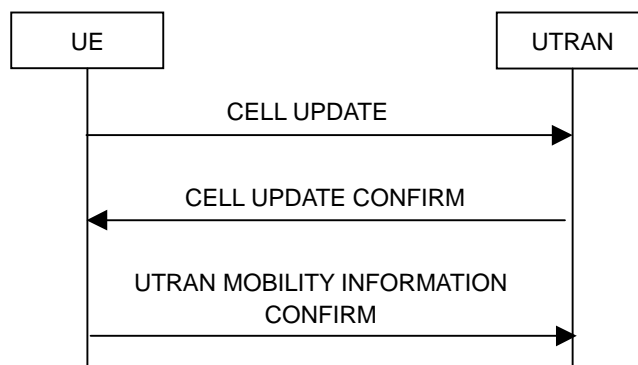 UE
UTRAN
CELL UPDATE
CELL UPDATE CONFIRM
UTRAN MOBILITY INFORMATION
CONFIRM